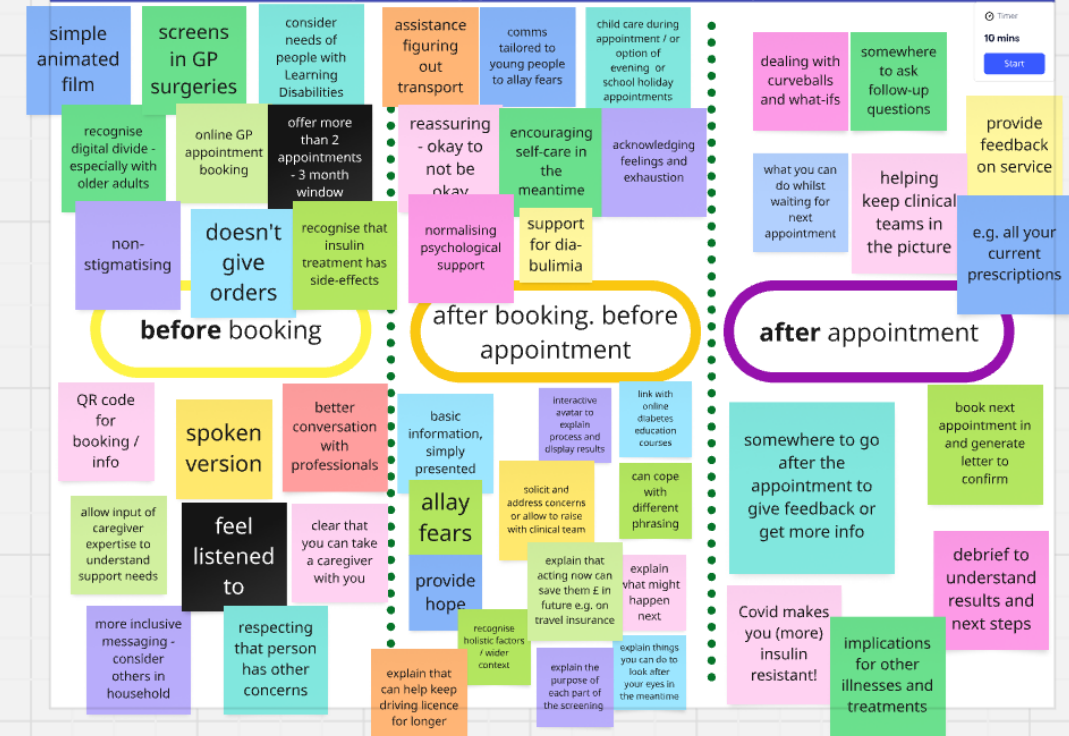 simple
animated
film
screens
in GP
surgeries
consider
needs of
people with
Learning
Disabilities
assistance
figuring
out
transport
comms
tailored to
young people
to allay fears
child care during
appointment / or
option of
evening or
school holiday
appointments
Timer
10 mins
Start
dealing with
curveballs
and what-ifs
somewhere
to ask
follow-up
questions
recognise
digital divide -
especially with
older adults
online GP
appointment
booking
offer more
than 2
appointments
- 3 month
window
reassuring
- okay to
not be
okay
encouraging
self-care in
the
meantime
acknowledging
feelings and
exhaustion
provide
feedback
on service
what you can
do whilst
waiting for
next
appointment
helping
keep clinical
teams in
the picture
e.g. all your
current
prescriptions
non-
stigmatising
doesn't
give
orders
recognise that
insulin
treatment has
side-effects
normalising
psychological
support
support
for dia-
bulimia
before booking
after booking. before
appointment
after appointment
QR code
for
booking /
info
spoken
version
better
conversation
with
professionals
basic
information,
simply
presented
interactive
avatar to
explain
process and
display results
link with
online
diabetes
education
courses
somewhere to go
after the
appointment to
give feedback or
get more info
book next
appointment in
and generate
letter to
confirm
allow input of
caregiver
expertise to
understand
support needs
feel
listened
to
clear that
you can take
a caregiver
with you
allay
fears
solicit and
address concerns
or allow to raise
with clinical team
can cope
with
different
phrasing
provide
hope
explain that
acting now can
save them £ in
future e.g. on
travel insurance
explain
what might
happen
next
debrief to
understand
results and
next steps
more inclusive
messaging -
consider
others in
household
respecting
that person
has other
concerns
recognise
holistic factors
/ wider
context
explain that
can help keep
driving licence
for longer
explain the
purpose of
each part of
the screening
explain things
you can do to
look after
your eyes in
the meantime
Covid makes
you (more)
insulin
resistant!
implications
for other
illnesses and
treatments